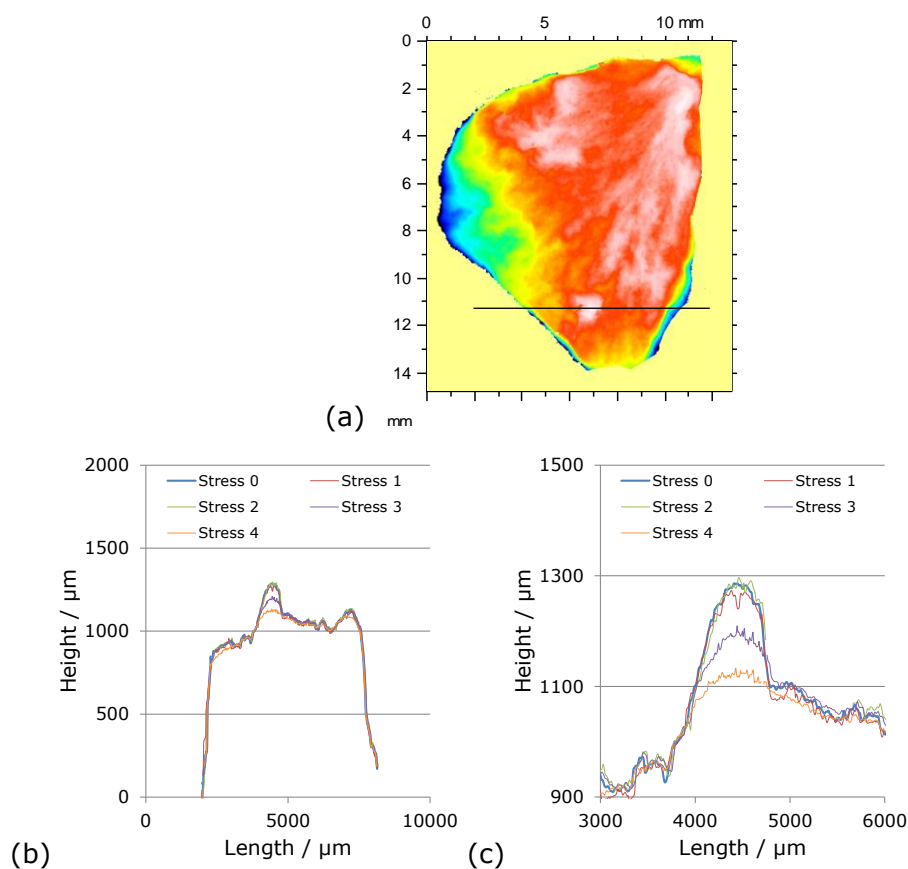 0 5 10 mm
0
2
4
6
8
10
12
14
(a) mm
2000
1500
1000
500
0
Height / µm
Stress 0 Stress 1
Stress 2 Stress 3
Stress 4
0 5000 10000
(b) Length / µm
1500
1300
1100
900
Height / µm
Stress 0 Stress 1
Stress 2 Stress 3
Stress 4
3000 4000 5000 6000
(c) Length / µm